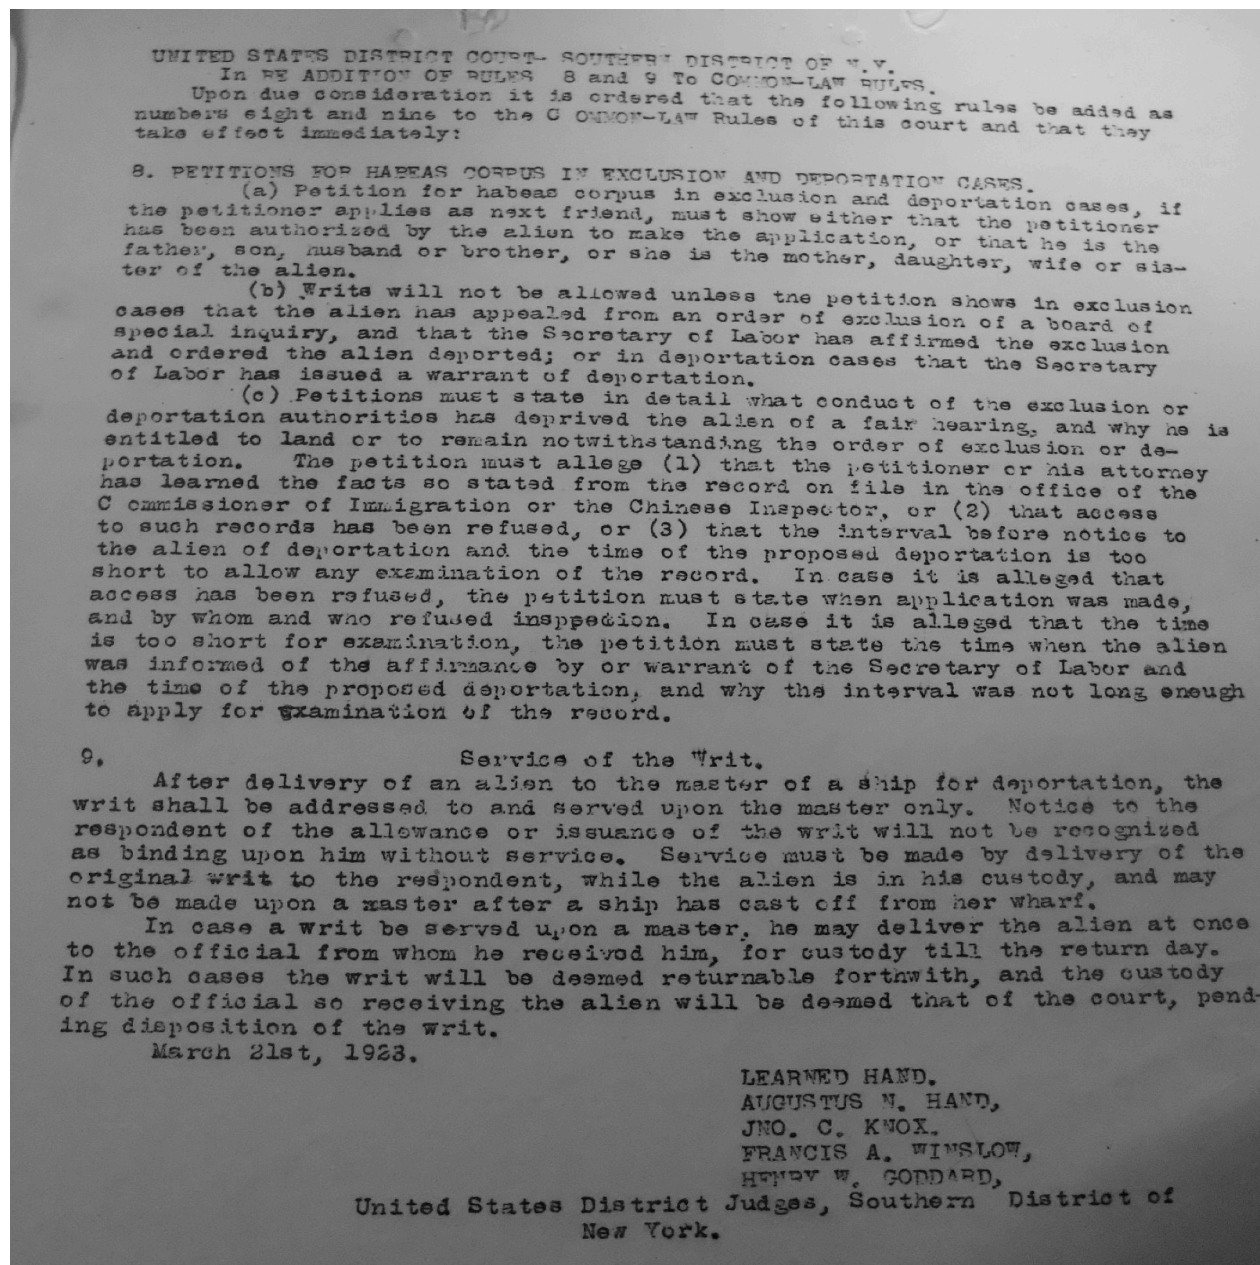 UNITED STATES DISTRICT COURT- SOUTHERN DISTRICT OF N.Y.
In RE ADDITION OF RULES 8 and 9 To COMMON-LAW RULES.
Upon due consideration it is ordered that the following rules be added as
numbers eight and nine to the C OMMON-LAW Rules of this court and that they
take effect immediately:
8. PETITIONS FOR HABEAS CORPUS IN EXCLUSION AND DEPORTATION CASES.
(a) Petition for habeas corpus in exclusion and deportation cases, if
the petitioner applies as next friend, must show either that the petitioner
has been authorized by the alien to make the application, or that he is the
father, son, husband or brother, or she is the mother, daughter, wife or sis-
ter of the alien.
(b) Writs will not be allowed unless the petition shows in exclusion
cases that the alien has appealed from an order of exclusion of a board of
special inquiry, and that the Secretary of Labor has affirmed the exclusion
and ordered the alien deported; or in deportation cases that the Secretary
of Labor has issued a warrant of deportation.
(c) Petitions must state in detail what conduct of the exclusion or
deportation authorities has deprived the alien of a fair hearing, and why he is
entitled to land or to remain notwithstanding the order of exclusion or de-
portation. The petition must allege (1) that the petitioner or his attorney
has learned the facts so stated from the record on file in the office of the
C ommissioner of Immigration or the Chinese Inspector, or (2) that access
to such records has been refused, or (3) that the interval before notice to
the alien of deportation and the time of the proposed deportation is too
short to allow any examination of the record. In case it is alleged that
access has been refused, the petition must state when application was made,
and by whom and who refused insppecion. In case it is alleged that the time
is too short for examination, the petition must state the time when the alien
was informed of the affirmance by or warrant of the Secretary of Labor and
the time of the proposed deportation, and why the interval was not long enough
to apply for examination of the record.
9. Service of the Writ.
After delivery of an alien to the master of a ship for deportation, the
writ shall be addressed to and served upon the master only. Notice to the
respondent of the allowance or issuance of the writ will not be recognized
as binding upon him without service. Service must be made by delivery of the
original writ to the respondent, while the alien is in his custody, and may
not be made upon a master after a ship has cast off from her wharf.
In case a writ be served upon a master, he may deliver the alien at once
to the official from whom he received him, for custody till the return day.
In such cases the writ will be deemed returnable forthwith, and the custody
of the official so receiving the alien will be deemed that of the court, pend-
ing disposition of the writ.
March 21st, 1923.
LEARNED HAND.
AUGUSTUS N. HAND,
JNO. C. KNOX.
FRANCIS A. WINSLOW,
HENRY W. GODDARD,
United States District Judges, Southern District of
New York.